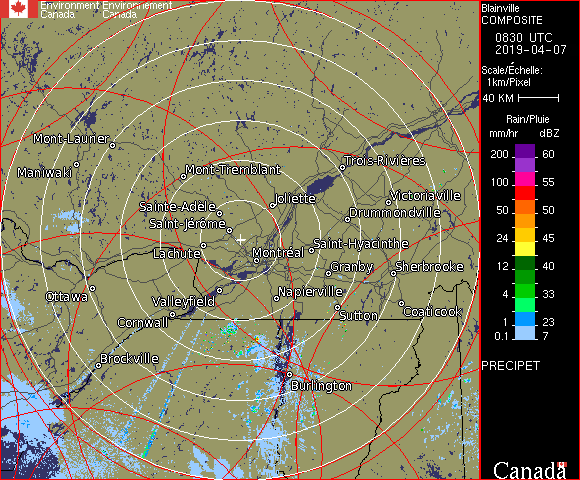 Environment Environnement
Canada Canada
Blainville
COMPOSITE
0830 UTC
2019-04-07
Scale/Échelle:
1km/Pixel
40 KM
Rain/Pluie
mm/hr dBZ
200 60
100 55
50 50
24 45
12 40
4 33
1 23
0.1 7
PRECIPET
Canada
Mont-Laurier
Maniwaki
Mont-Tremblant
Trois-Rivières
Joliette
Victoriaville
Sainte-Adèle
Drummondville
Saint-Jérôme
Lachute
Montréal
Saint-Hyacinthe
Granby
Sherbrooke
Ottawa
Valleyfield
Napierville
Cornwall
Sutton
Coaticook
Brockville
Burlington